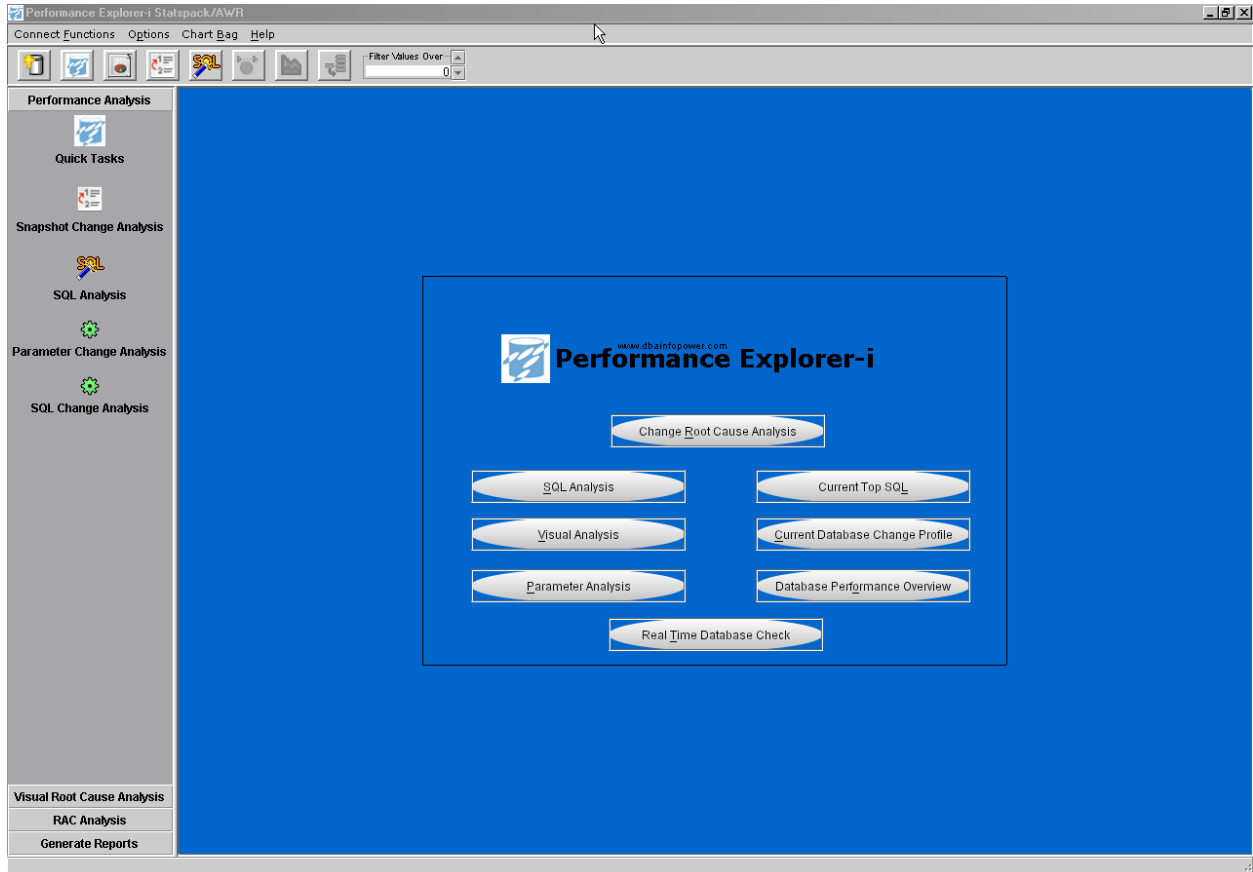 Performance Explorer-i Statspack/AWR
Connect Functions Options Chart Bag Help
SQL
Filter Values Over
0
Performance Analysis
Quick Tasks
Snapshot Change Analysis
SQL
SQL Analysis
Parameter Change Analysis
SQL Change Analysis
www.dbainfopower.com
Performance Explorer-i
Change Root Cause Analysis
SQL Analysis
Current Top SQL
Visual Analysis
Current Database Change Profile
Parameter Analysis
Database Performance Overview
Real Time Database Check
Visual Root Cause Analysis
RAC Analysis
Generate Reports